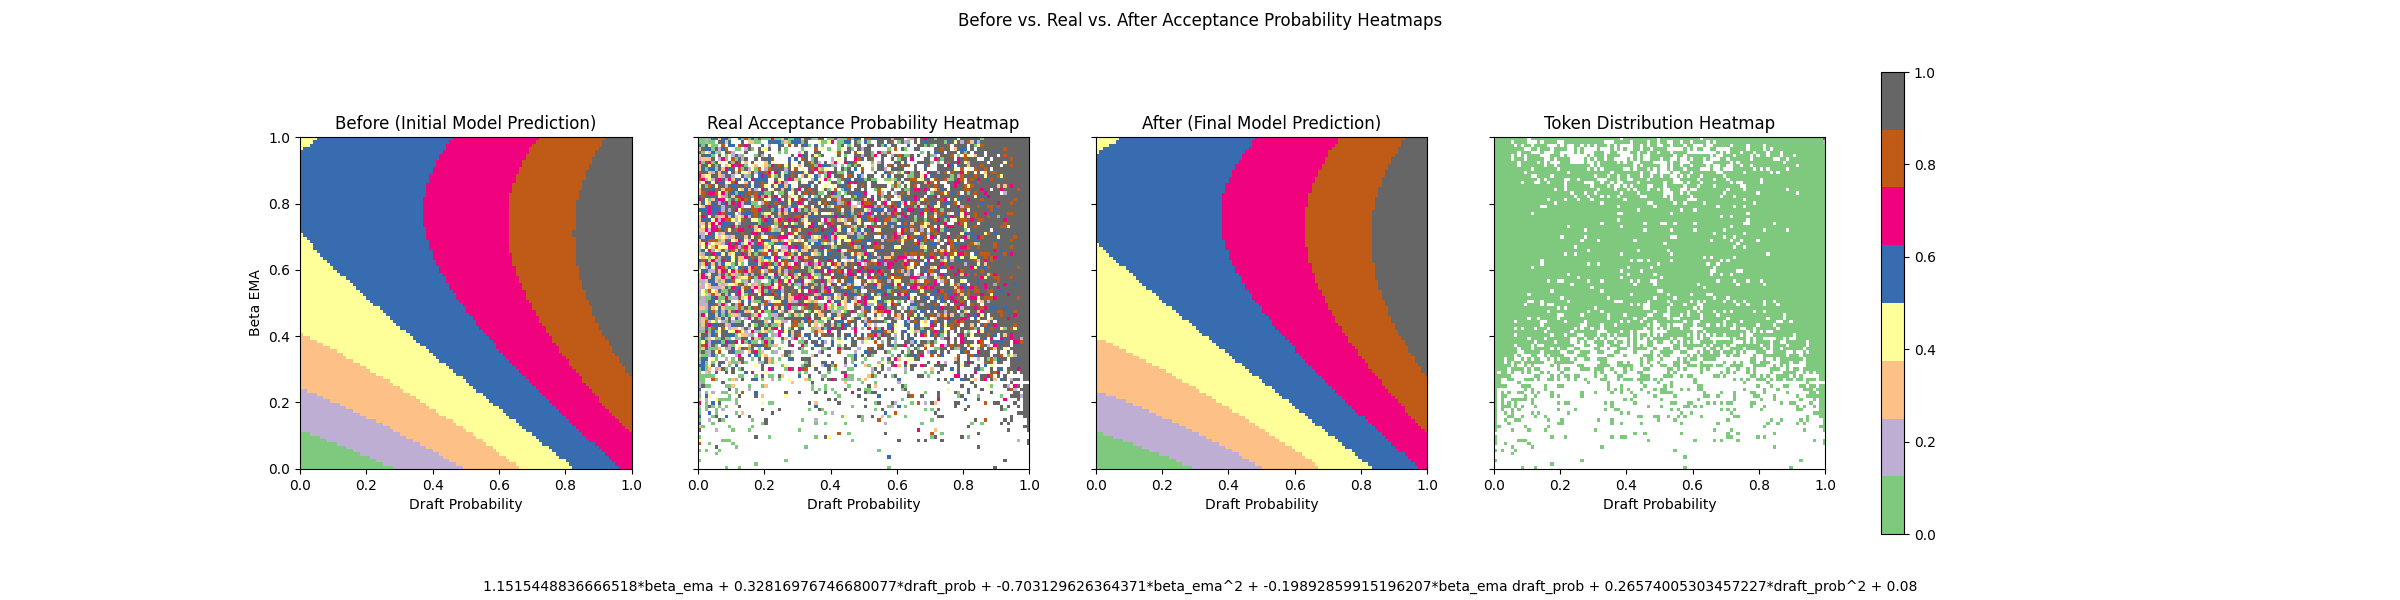 Before vs. Real vs. After Acceptance Probability Heatmaps
Before (Initial Model Prediction)
Real Acceptance Probability Heatmap
After (Final Model Prediction)
Token Distribution Heatmap
Beta EMA
1.0
0.8
0.6
0.4
0.2
0.0
0.0 0.2 0.4 0.6 0.8 1.0
Draft Probability
0.0 0.2 0.4 0.6 0.8 1.0
Draft Probability
0.0 0.2 0.4 0.6 0.8 1.0
Draft Probability
0.0 0.2 0.4 0.6 0.8 1.0
Draft Probability
1.0
0.8
0.6
0.4
0.2
0.0
1.1515448836666518*beta_ema + 0.32816976746680077*draft_prob + -0.703129626364371*beta_ema^2 + -0.19892859915196207*beta_ema draft_prob + 0.26574005303457227*draft_prob^2 + 0.08